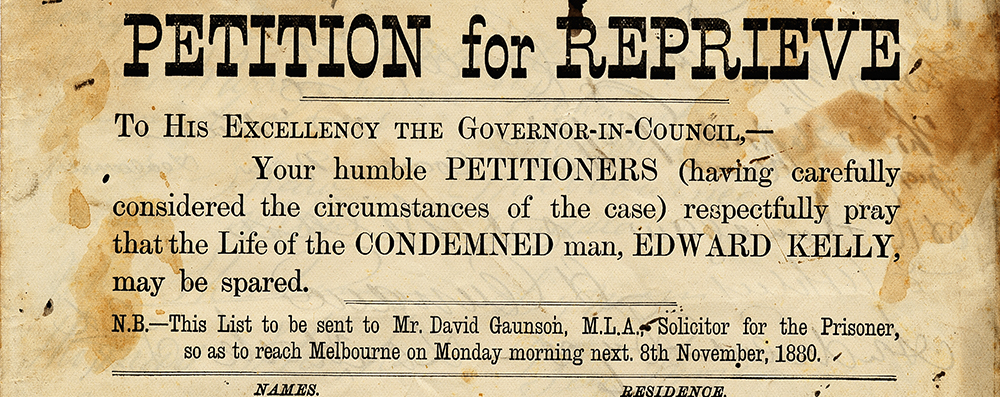 PETITION for REPRIEVE
To His Excellency the Governor-in-Council,—
Your humble PETITIONERS (having carefully
considered the circumstances of the case) respectfully pray
that the Life of the CONDEMNED man, EDWARD KELLY,
may be spared.
N.B.—This List to be sent to Mr. David Gaunson, M.L.A., Solicitor for the Prisoner,
so as to reach Melbourne on Monday morning next. 8th November, 1880.
NAMES. RESIDENCE.